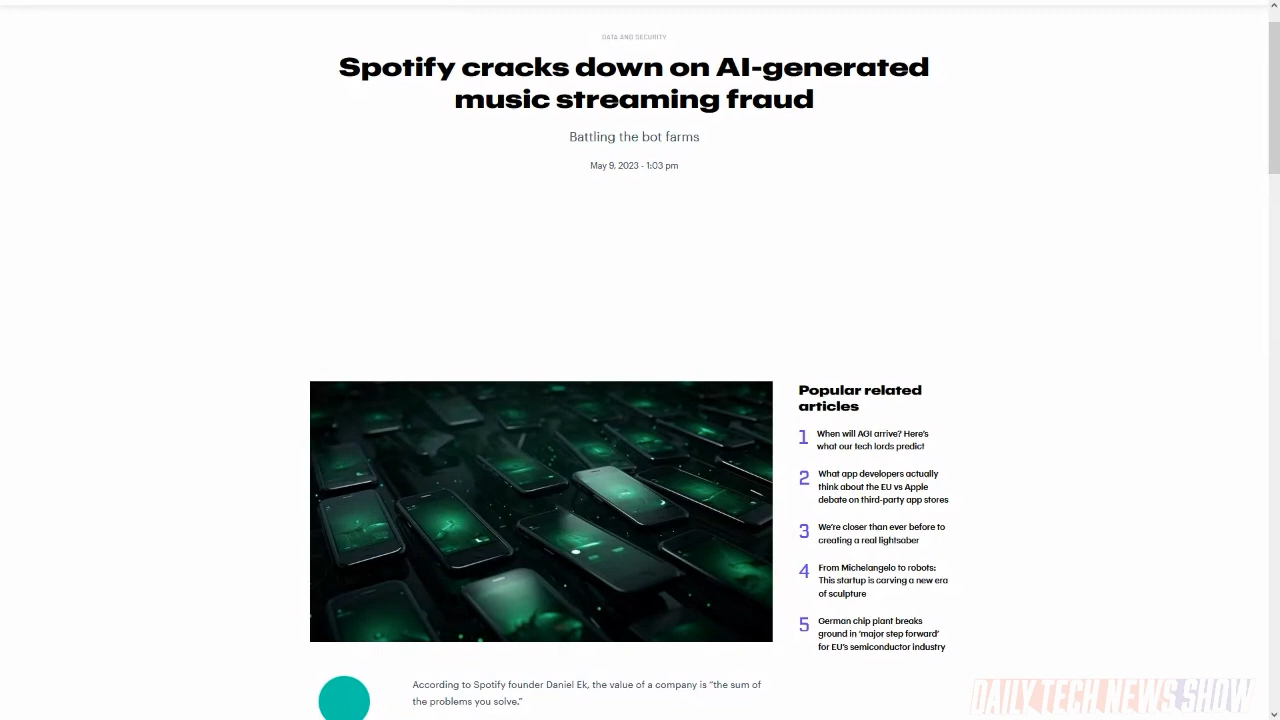 DATA AND SECURITY
Spotify cracks down on AI-generated
music streaming fraud
Battling the bot farms
May 9, 2023 - 1:03 pm
Popular related
articles
1 When will AGI arrive? Here's
what our tech lords predict
2 What app developers actually
think about the EU vs Apple
debate on third-party app stores
3 We're closer than ever before to
creating a real lightsaber
4 From Michelangelo to robots:
This startup is carving a new era
of sculpture
5 German chip plant breaks
ground in ‘major step forward’
for EU's semiconductor industry
According to Spotify founder Daniel Ek, the value of a company is “the sum of
the problems you solve.”
DAILY TECH NEWS SHOW